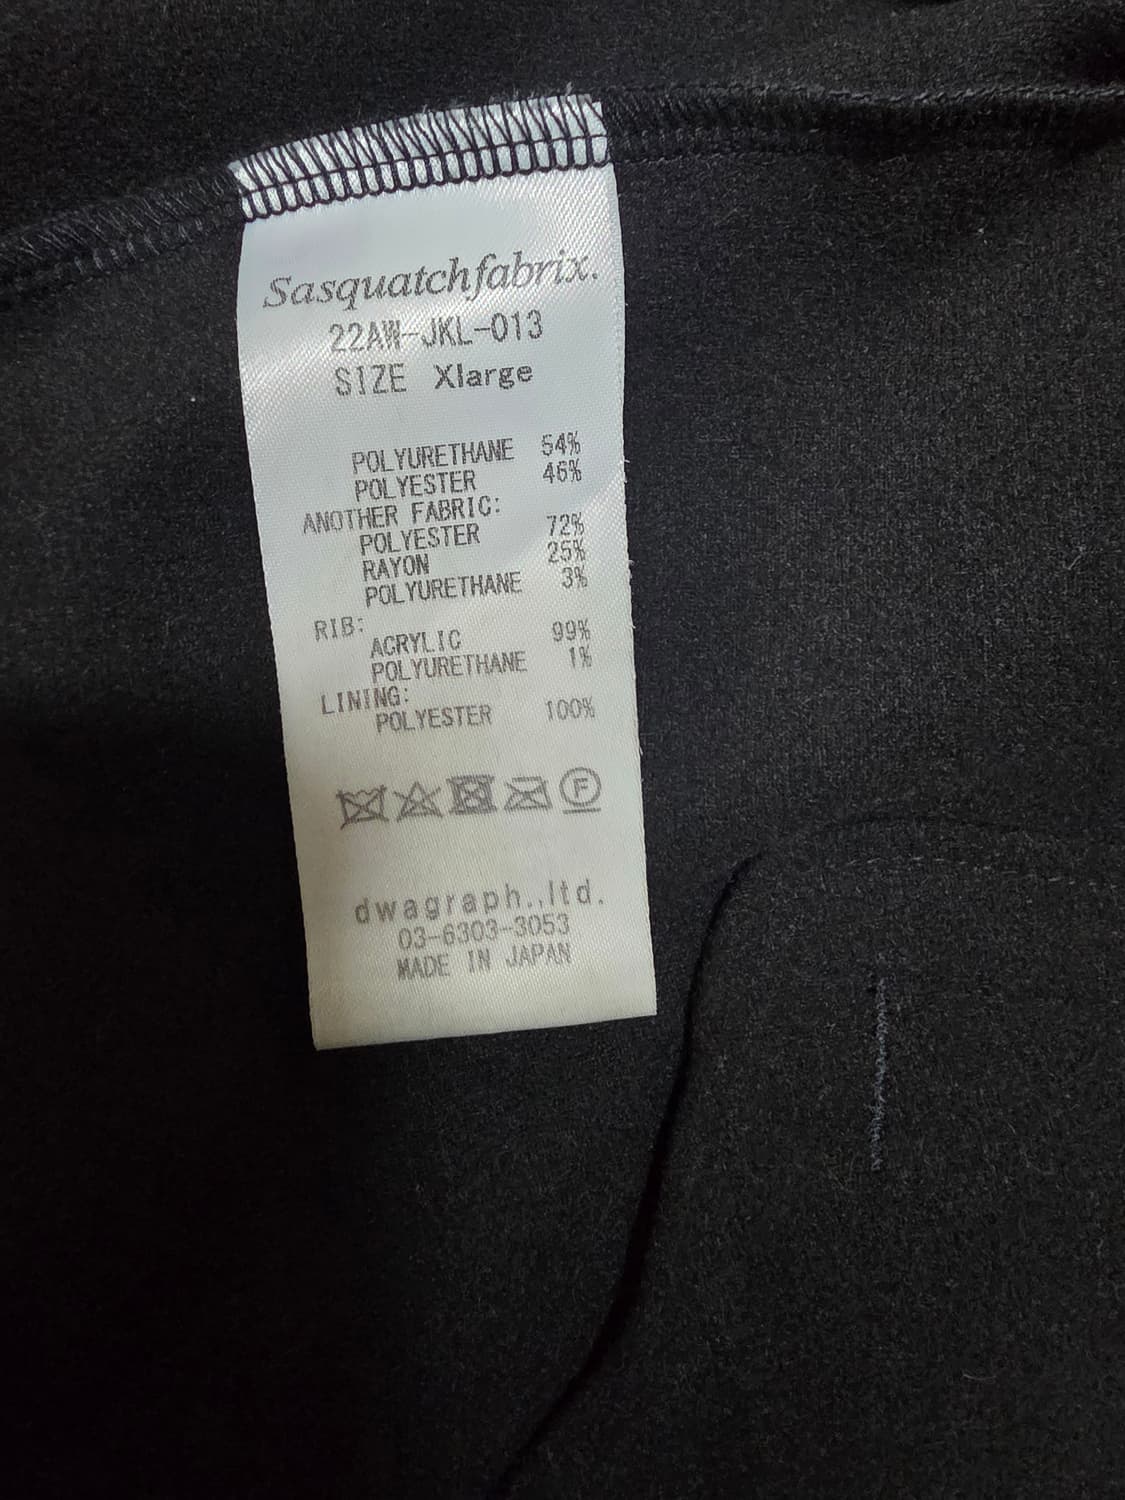 Sasquatchfabrix.
22AW-JKL-013
SIZE Xlarge
POLYURETHANE 54%
POLYESTER 46%
ANOTHER FABRIC:
POLYESTER 72%
RAYON 25%
POLYURETHANE 3%
RIB:
ACRYLIC 99%
POLYURETHANE 1%
LINING:
POLYESTER 100%
F
dwagraph.,ltd.
03-6303-3053
MADE IN JAPAN